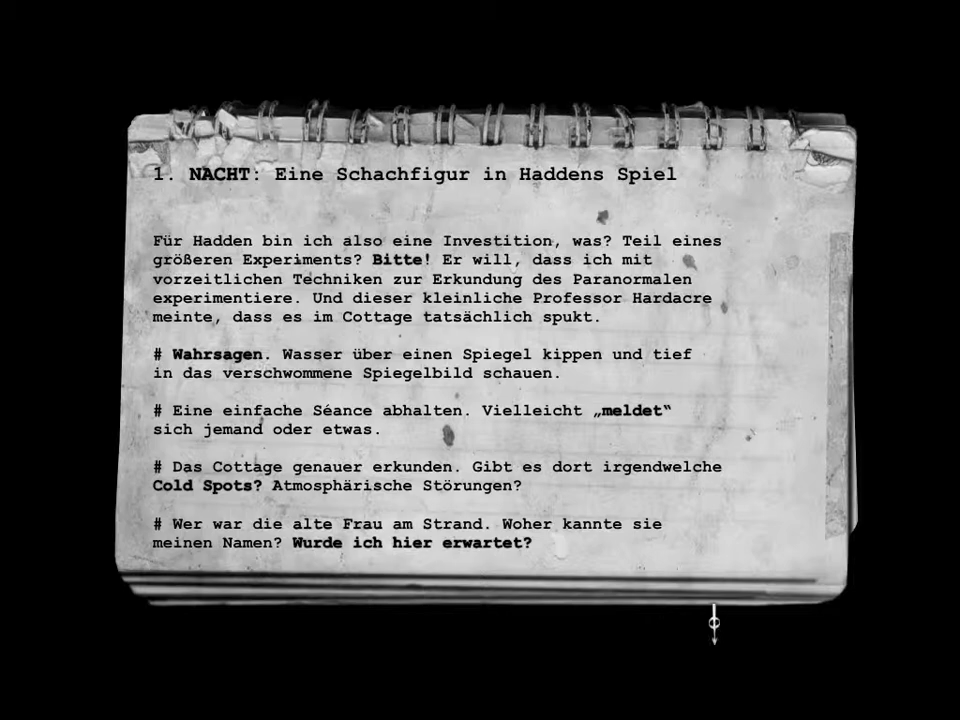 1. NACHT: Eine Schachfigur in Haddens Spiel
Für Hadden bin ich also eine Investition, was? Teil eines
größeren Experiments? Bitte! Er will, dass ich mit
vorzeitlichen Techniken zur Erkundung des Paranormalen
experimentiere. Und dieser kleinliche Professor Hardacre
meinte, dass es im Cottage tatsächlich spukt.
# Wahrsagen. Wasser über einen Spiegel kippen und tief
in das verschwommene Spiegelbild schauen.
# Eine einfache Séance abhalten. Vielleicht „meldet“
sich jemand oder etwas.
# Das Cottage genauer erkunden. Gibt es dort irgendwelche
Cold Spots? Atmosphärische Störungen?
# Wer war die alte Frau am Strand. Woher kannte sie
meinen Namen? Wurde ich hier erwartet?